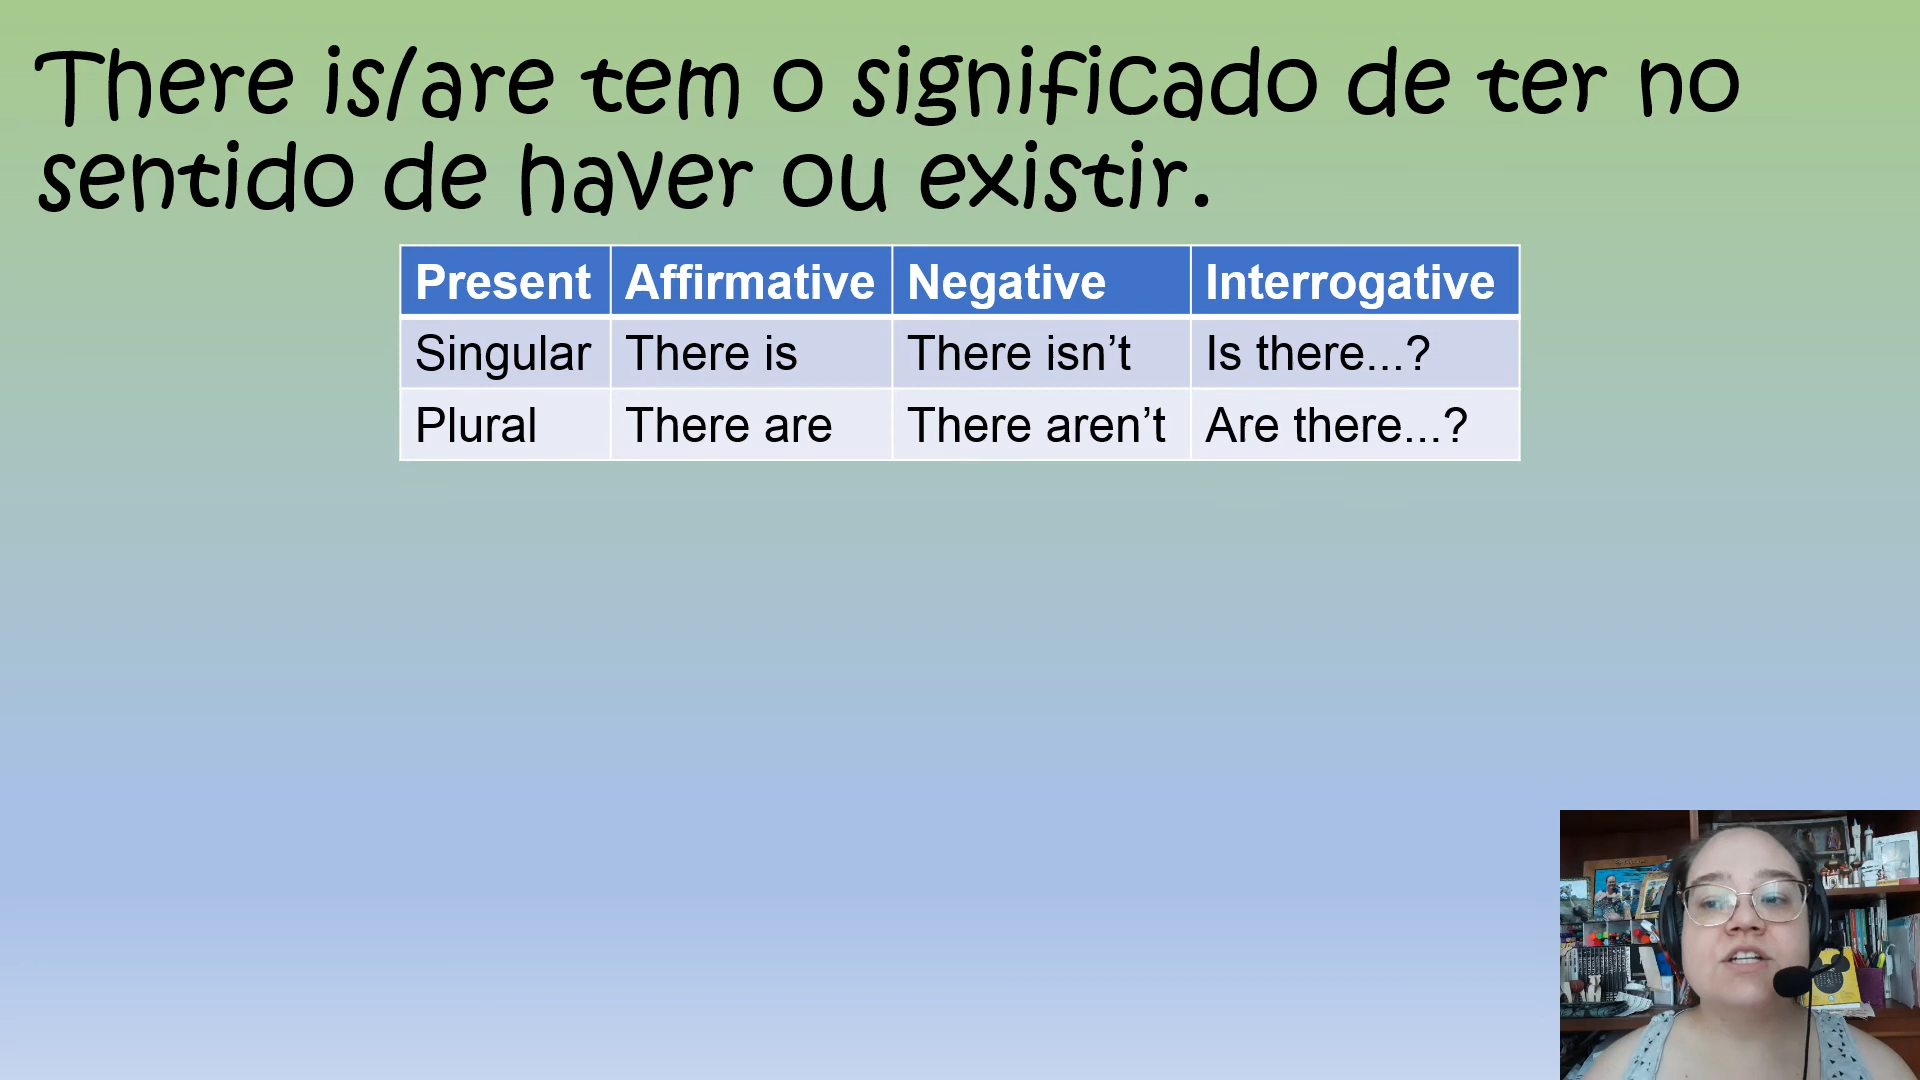 There is/are tem o significado de ter no
sentido de haver ou existir.
Present Affirmative Negative Interrogative
Singular There is There isn’t Is there...?
Plural There are There aren’t Are there...?